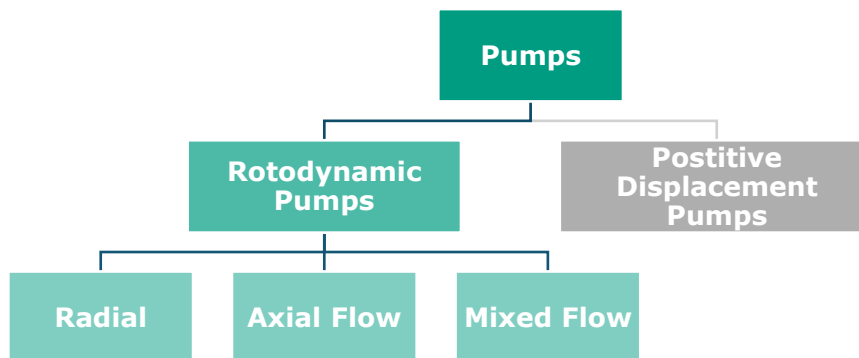 Pumps
Rotodynamic
Pumps
Postitive
Displacement
Pumps
Radial
Axial Flow
Mixed Flow